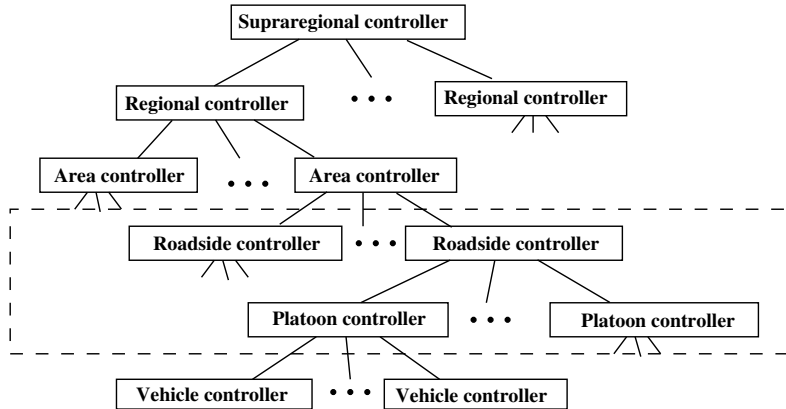 Supraregional controller
Regional controller
• • •
Regional controller
Area controller
• • •
Area controller
Roadside controller
• • •
Roadside controller
Platoon controller
• • •
Platoon controller
Vehicle controller
• • •
Vehicle controller